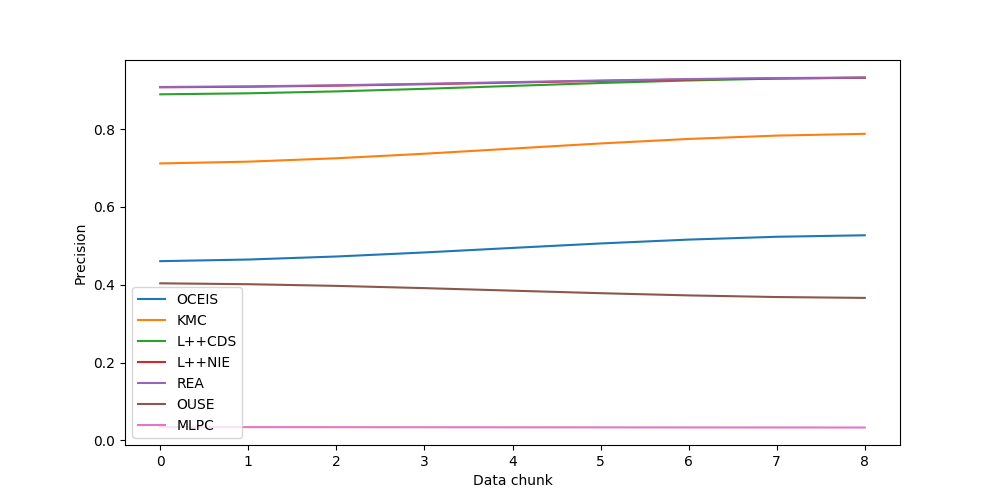 Precision
0.8
0.6
0.4
0.2
0.0
OCEIS
KMC
L++CDS
L++NIE
REA
OUSE
MLPC
0 1 2 3 4 5 6 7 8
Data chunk